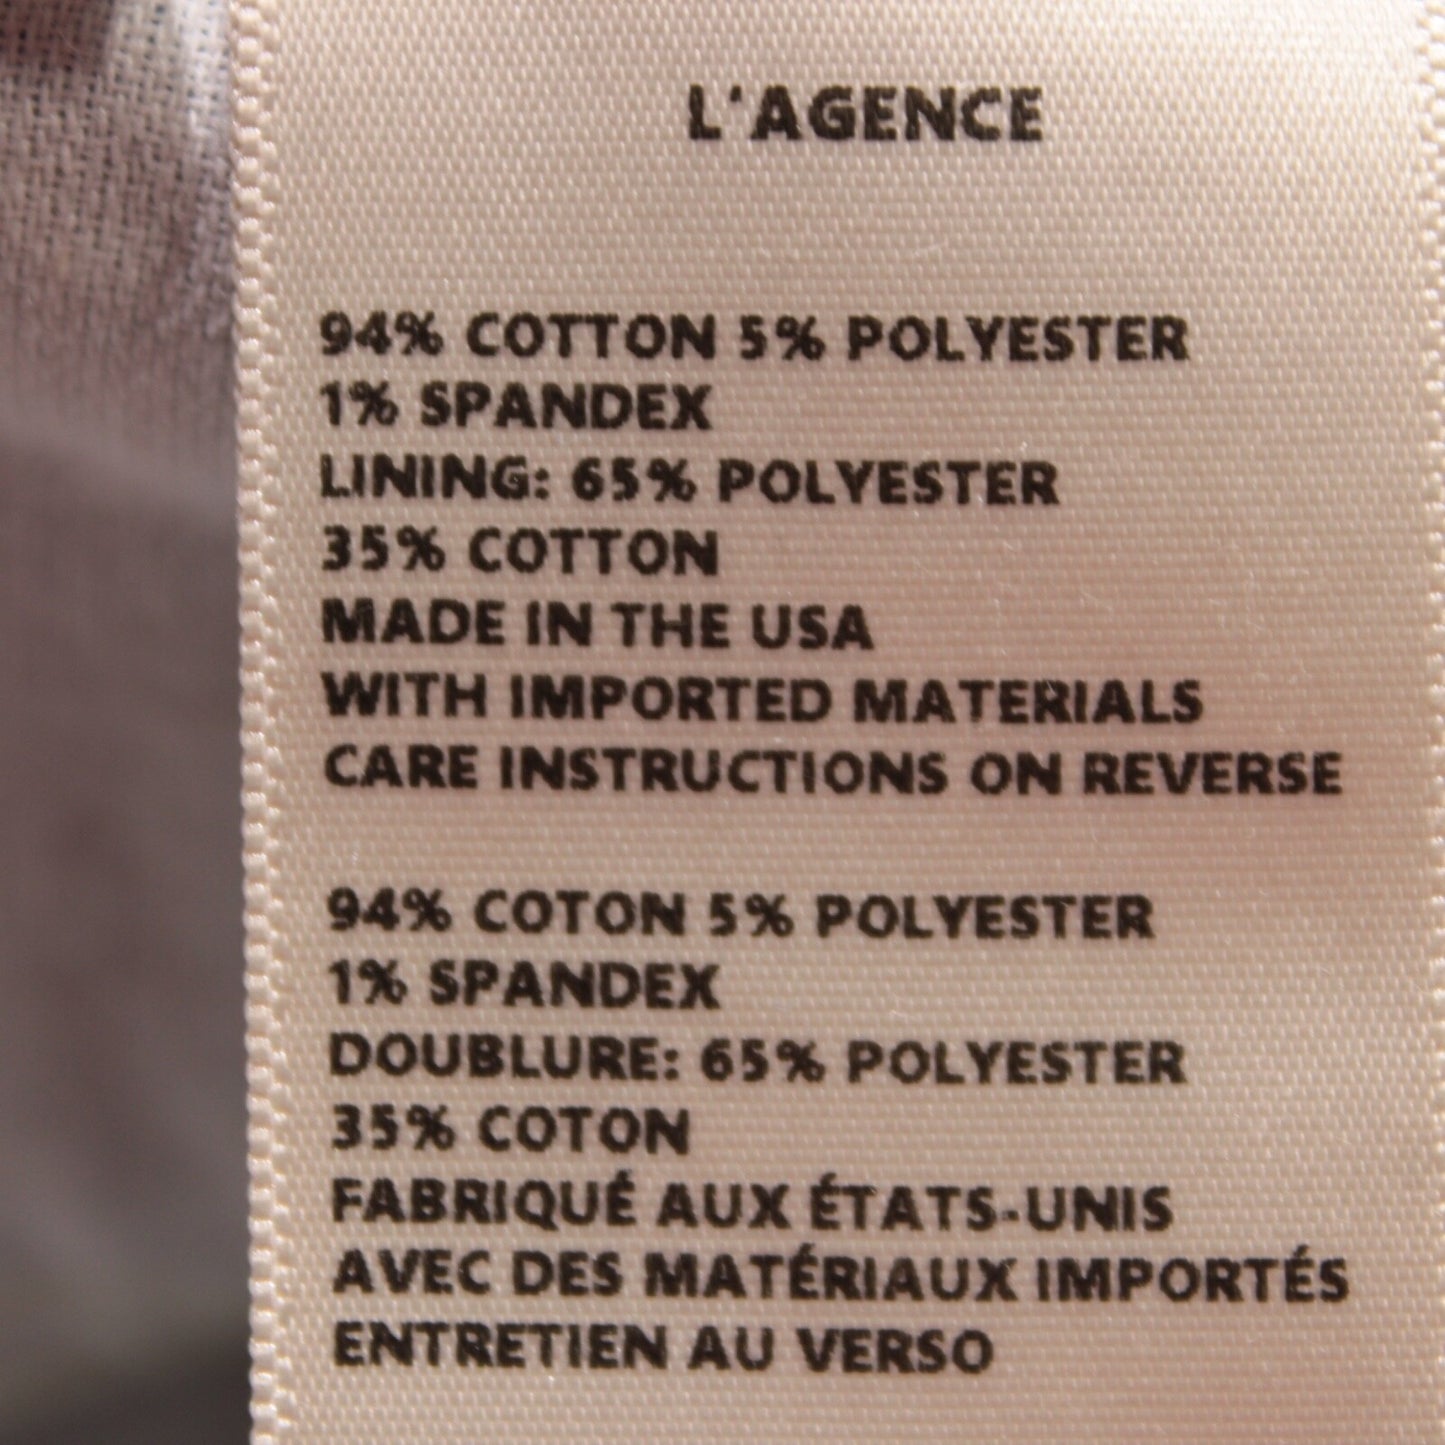 L'AGENCE
94% COTTON 5% POLYESTER
1% SPANDEX
LINING: 65% POLYESTER
35% COTTON
MADE IN THE USA
WITH IMPORTED MATERIALS
CARE INSTRUCTIONS ON REVERSE
94% COTON 5% POLYESTER
1% SPANDEX
DOUBLURE: 65% POLYESTER
35% COTON
FABRIQUÉ AUX ÉTATS-UNIS
AVEC DES MATÉRIAUX IMPORTÉS
ENTRETIEN AU VERSO